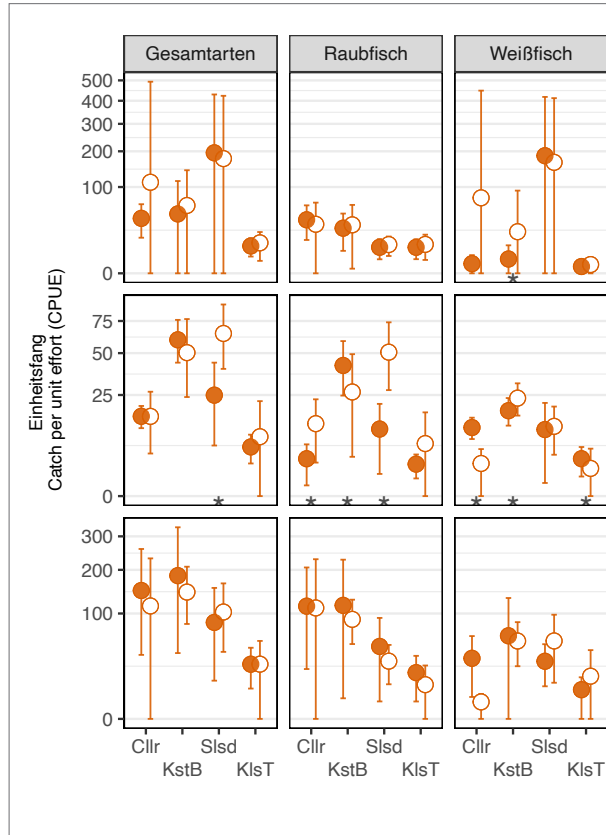 Gesamtarten Raubfisch Weißfisch
Einheitsfang
Catch per unit effort (CPUE)
500
400
300
200
100
0
*
75
50
25
0
* * * * * * *
300
200
100
0
Cllr Slsd Cllr Slsd Cllr Slsd
KstB KlsT KstB KlsT KstB KlsT